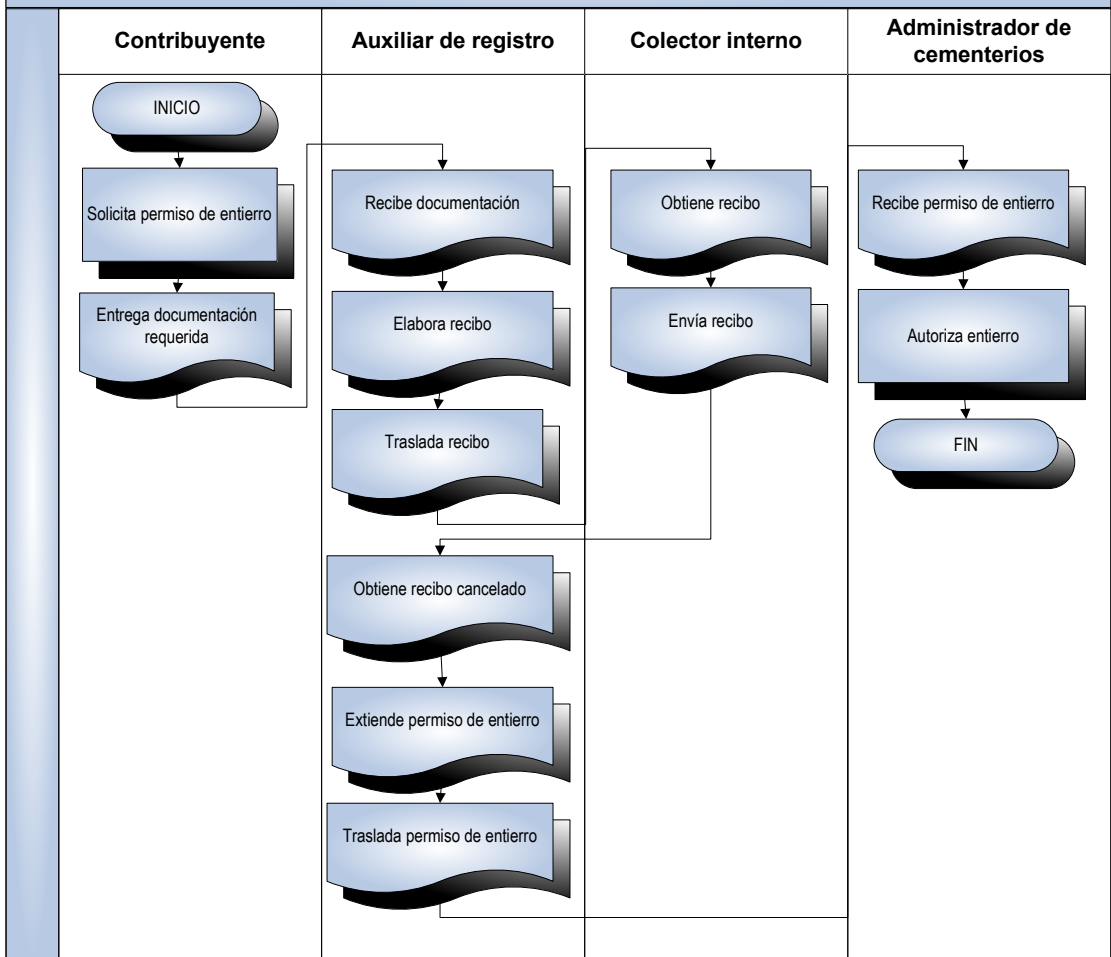 Contribuyente
Auxiliar de registro
Colector interno
Administrador de
cementerios
INICIO
Solicita permiso de entierro
Entrega documentación
requerida
Recibe documentación
Elabora recibo
Traslada recibo
Obtiene recibo
Envía recibo
Obtiene recibo cancelado
Extiende permiso de entierro
Traslada permiso de entierro
Recibe permiso de entierro
Autoriza entierro
FIN